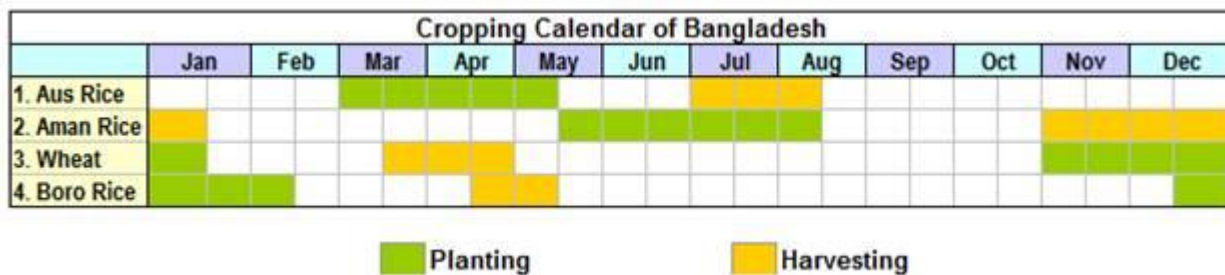 Cropping Calendar of Bangladesh
Jan Feb Mar Apr May Jun Jul Aug Sep Oct Nov Dec
1. Aus Rice
2. Aman Rice
3. Wheat
4. Boro Rice
Planting Harvesting